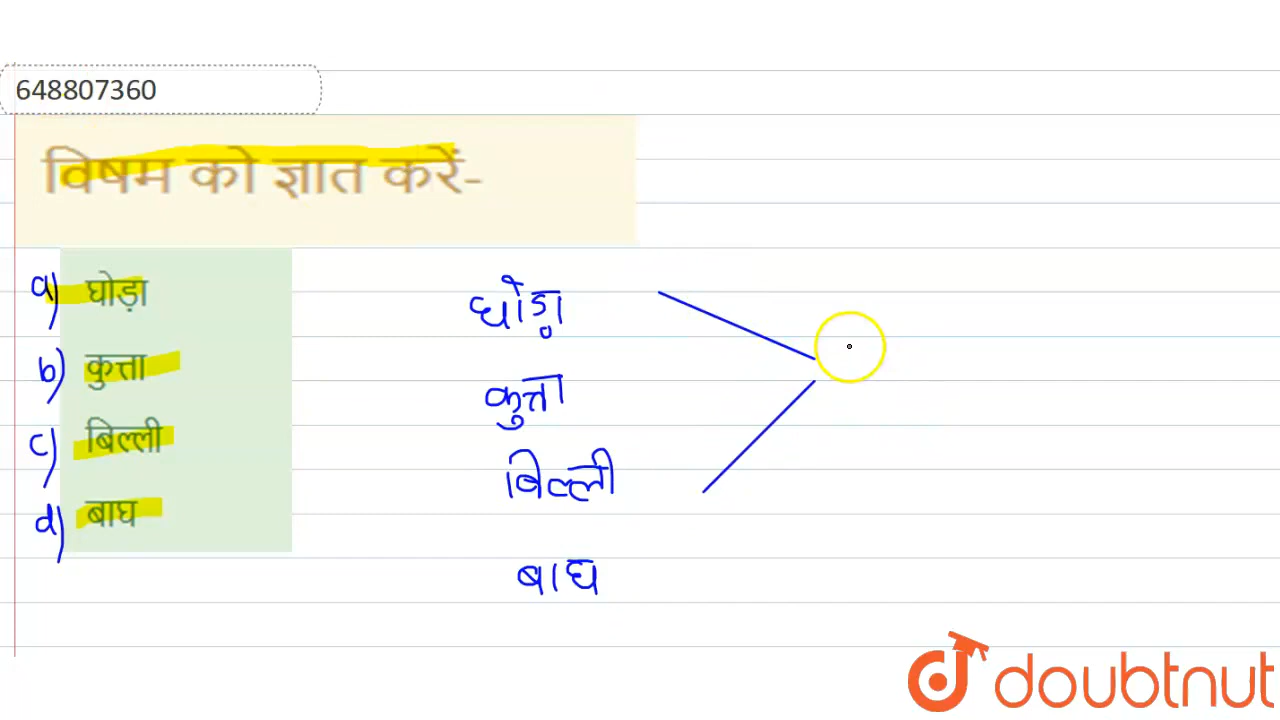 648807360
विषम को ज्ञात करें-
a) घोड़ा
b) कुत्ता
c) बिल्ली
d) बाघ
घोड़ा
कुत्ता
बिल्ली
बाघ
doubtnut